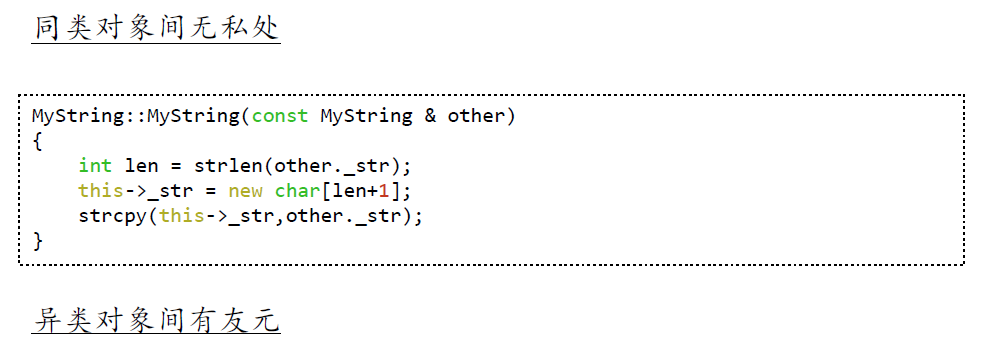 同类对象间无私处
MyString::MyString(const MyString & other)
{
    int len = strlen(other._str);
    this->_str = new char[len+1];
    strcpy(this->_str,other._str);
}
异类对象间有友元